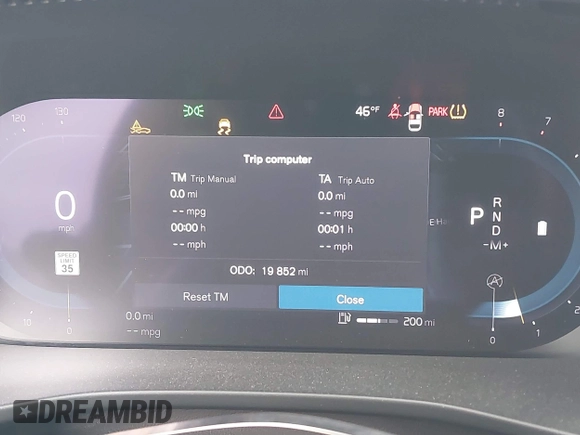 120 130 46°F PARK 8 7
Trip computer
TM Trip Manual TA Trip Auto
0.0 mi 0.0 mi
-- mpg -- mpg
00:00 h 00:01 h
-- mph -- mph
ODO: 19 852 mi
Reset TM Close
0
mph
SPEED
LIMIT
35
P R
N
D
-M+
E-Ha
A
10 0 0 1 2
0.0 mi 200 mi
-- mpg
DREAMBID